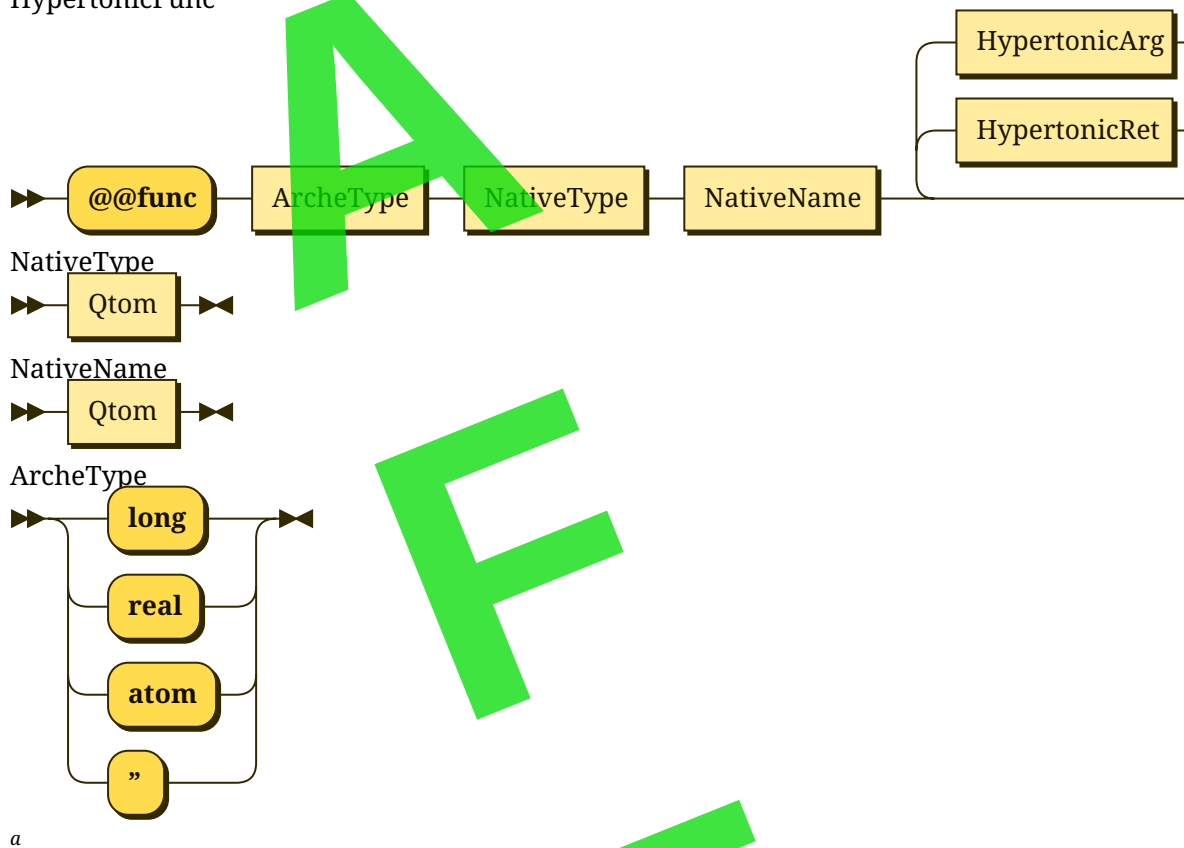 HypertonicFunc
HypertonicArg
HypertonicRet
@@func ArcheType NativeType NativeName
NativeType
Qtom
NativeName
Qtom
ArcheType
long
real
atom
”
a
A
F